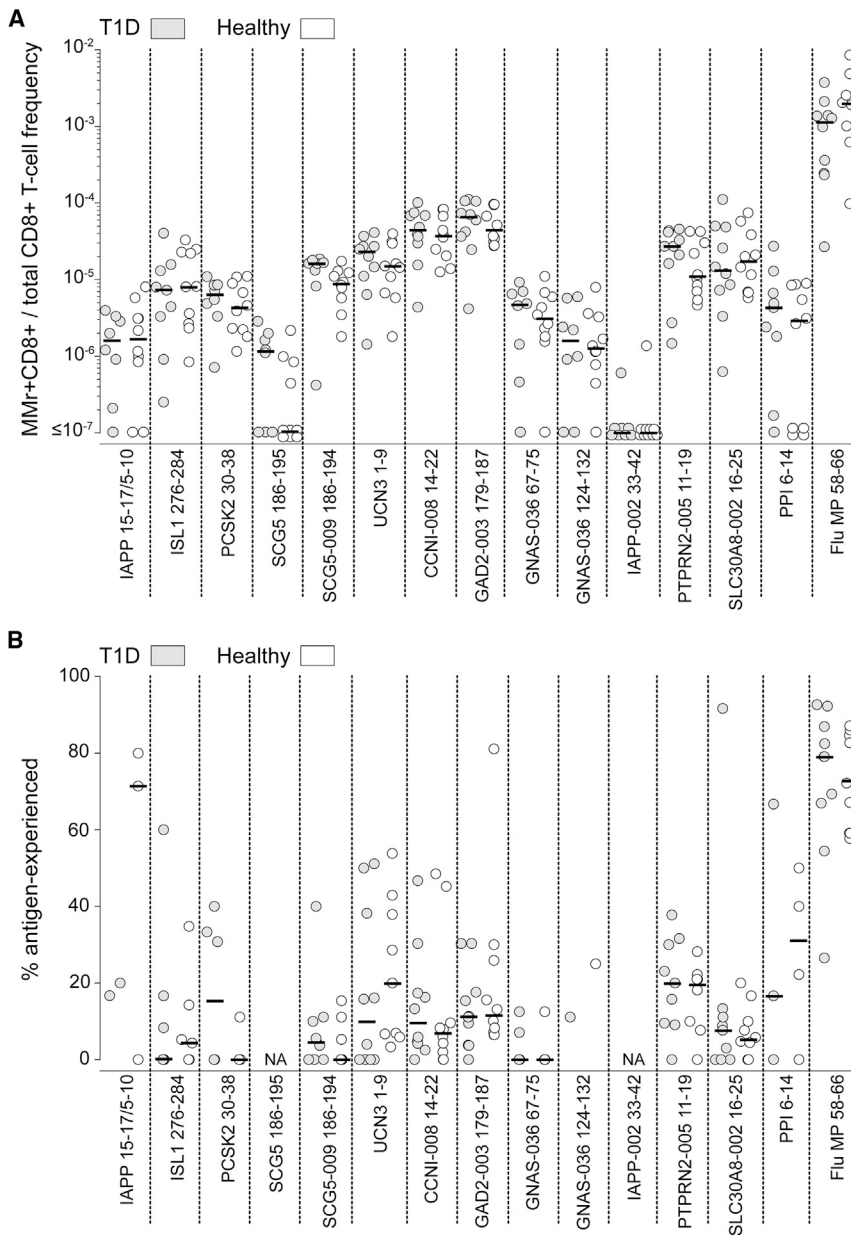 A
T1D
Healthy
MMr+CD8+ / total CD8+ T-cell frequency
10-2
10-3
10-4
10-5
10-6
≤10-7
IAPP 15-17/5-10
ISL1 276-284
PCSK2 30-38
SCG5 186-195
SCG5-009 186-194
UCN3 1-9
CCNI-008 14-22
GAD2-003 179-187
GNAS-036 67-75
GNAS-036 124-132
IAPP-002 33-42
PTPRN2-005 11-19
SLC30A8-002 16-25
PPI 6-14
Flu MP 58-66
B
T1D
Healthy
% antigen-experienced
100
80
60
40
20
0
NA
NA
IAPP 15-17/5-10
ISL1 276-284
PCSK2 30-38
SCG5 186-195
SCG5-009 186-194
UCN3 1-9
CCNI-008 14-22
GAD2-003 179-187
GNAS-036 67-75
GNAS-036 124-132
IAPP-002 33-42
PTPRN2-005 11-19
SLC30A8-002 16-25
PPI 6-14
Flu MP 58-66